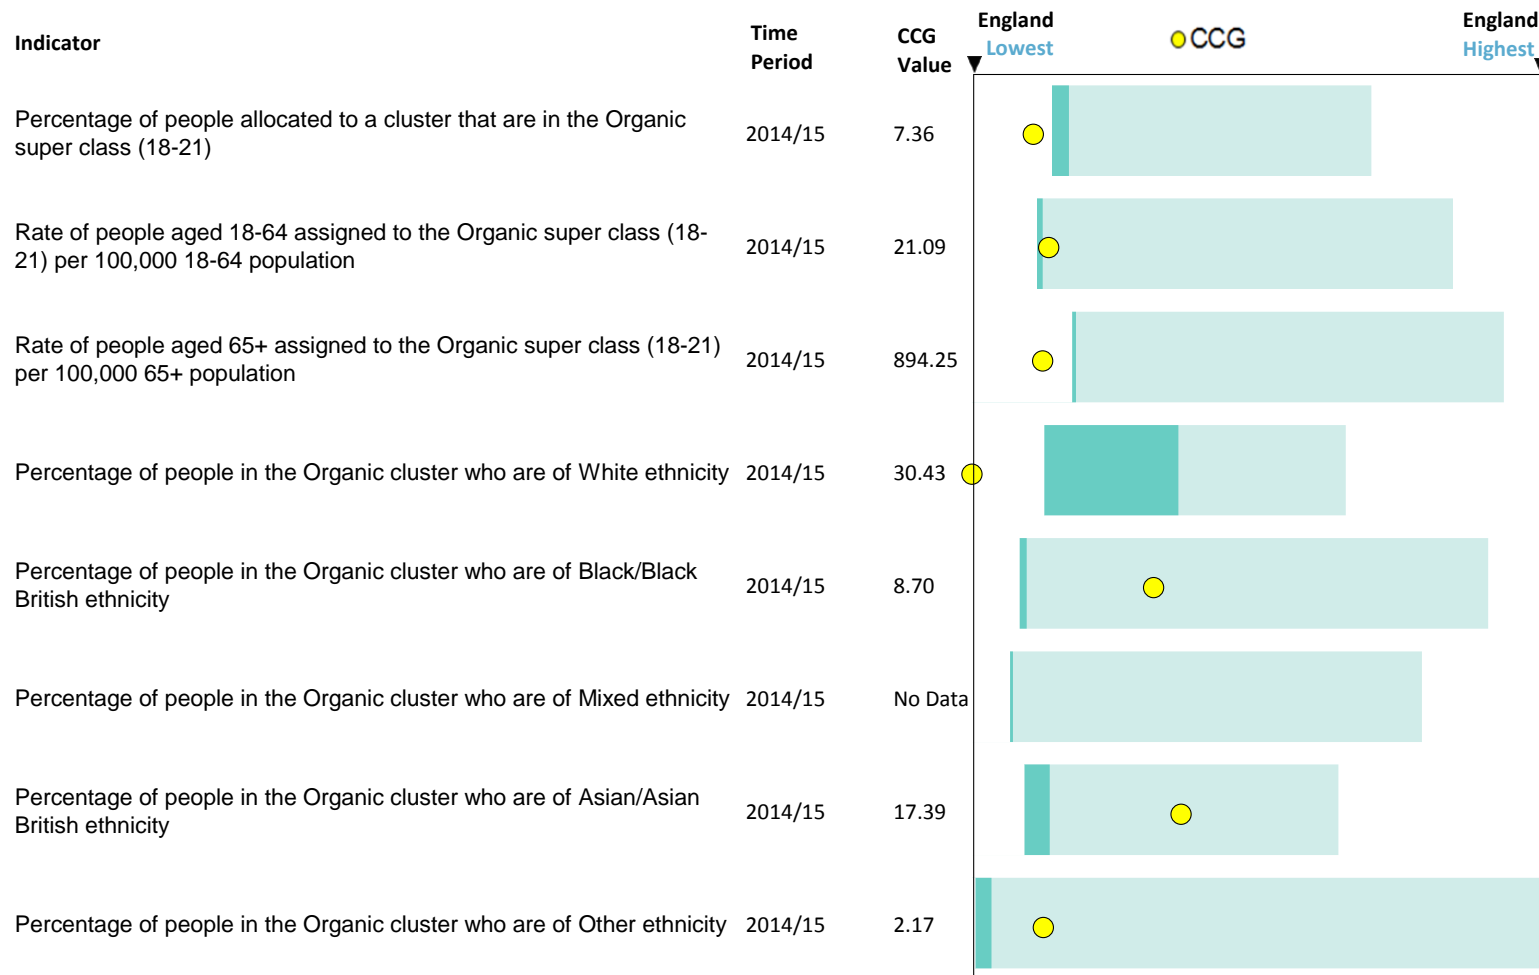 Indicator
Time
Period
CCG
Value
England
Lowest
CCG
England
Highest
Percentage of people allocated to a cluster that are in the Organic
super class (18-21)
2014/15
7.36
Rate of people aged 18-64 assigned to the Organic super class (18-
21) per 100,000 18-64 population
2014/15
21.09
Rate of people aged 65+ assigned to the Organic super class (18-21)
per 100,000 65+ population
2014/15
894.25
Percentage of people in the Organic cluster who are of White ethnicity
2014/15
30.43
Percentage of people in the Organic cluster who are of Black/Black
British ethnicity
2014/15
8.70
Percentage of people in the Organic cluster who are of Mixed ethnicity
2014/15
No Data
Percentage of people in the Organic cluster who are of Asian/Asian
British ethnicity
2014/15
17.39
Percentage of people in the Organic cluster who are of Other ethnicity
2014/15
2.17